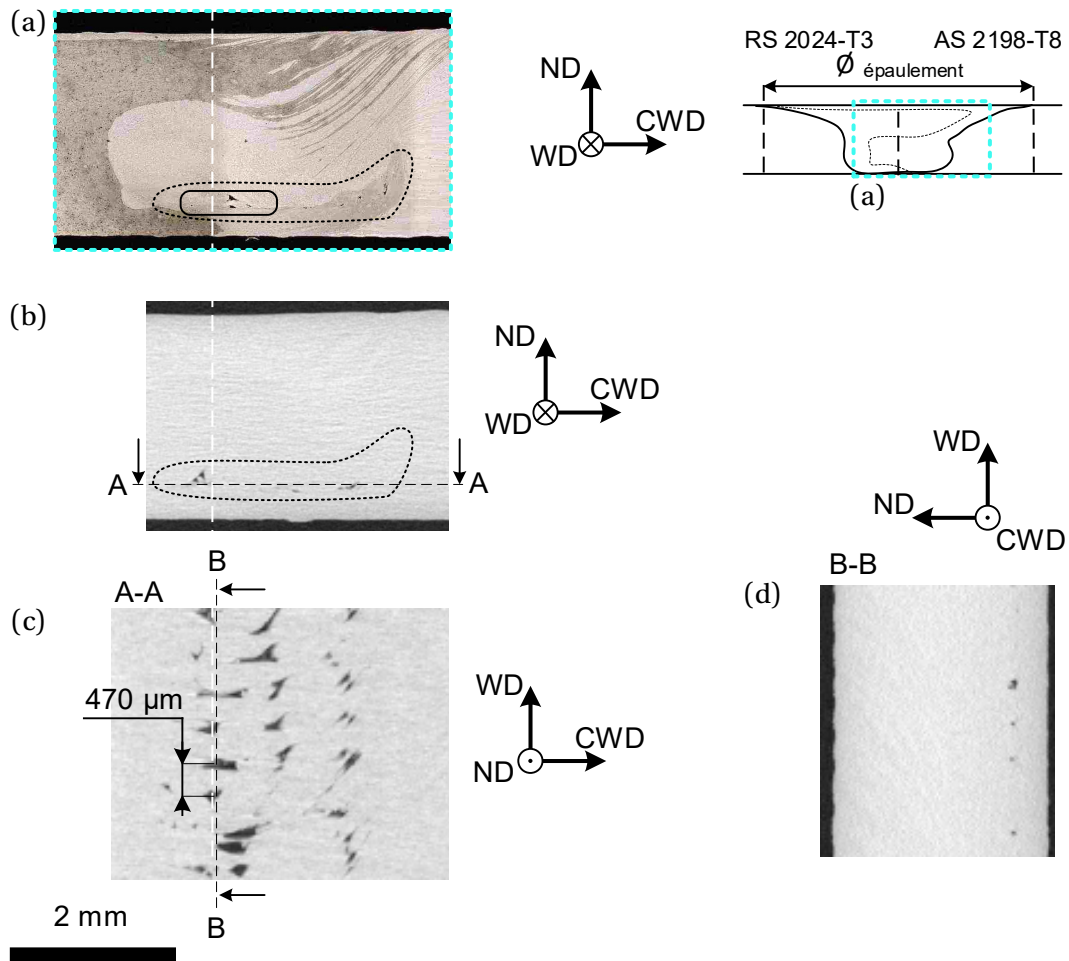 (a)
ND
CWD
WD
RS 2024-T3 AS 2198-T8
Ø épaulement
(a)
(b)
ND
CWD
WD
A A
B
A-A
(c)
470 µm
WD
CWD
ND
B
WD
ND
CWD
B-B
(d)
2 mm